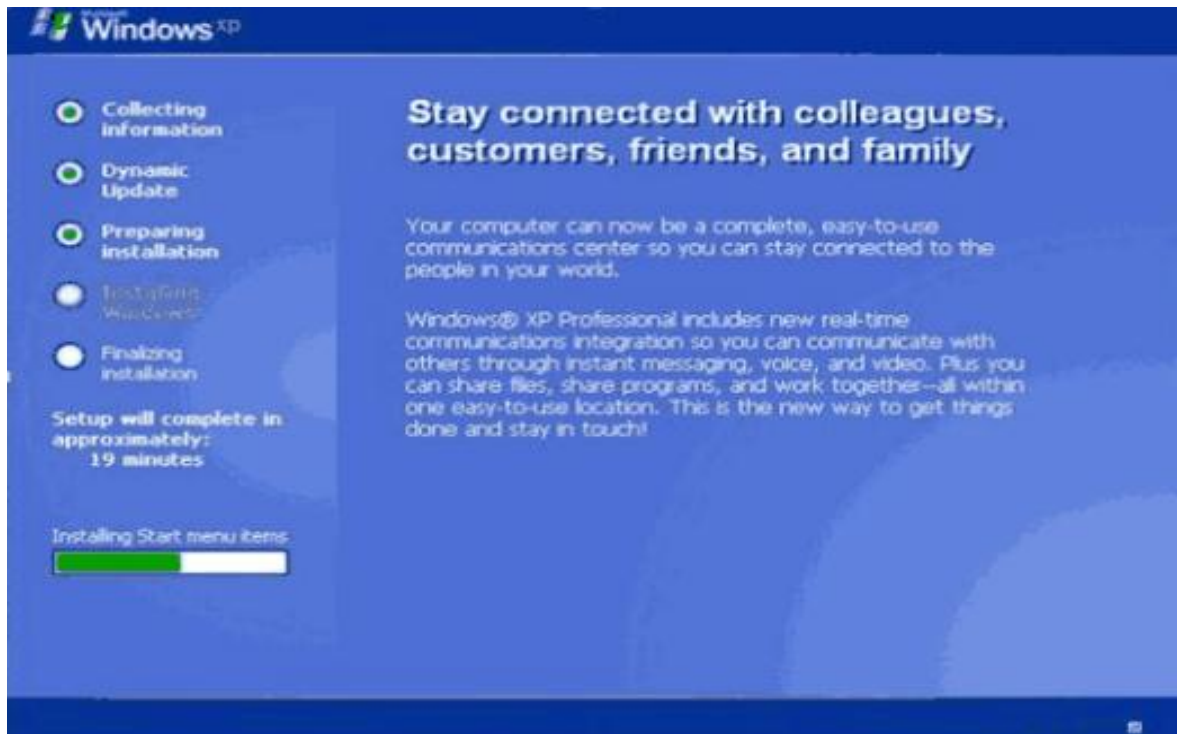 Windows xp
Collecting
information
Dynamic
Update
Preparing
installation
Installing
Windows
Finalizing
installation
Setup will complete in
approximately:
19 minutes
Installing Start menu items
Stay connected with colleagues,
customers, friends, and family
Your computer can now be a complete, easy-to-use
communications center so you can stay connected to the
people in your world.
Windows® XP Professional includes new real-time
communications integration so you can communicate with
others through instant messaging, voice, and video. Plus you
can share files, share programs, and work together—all within
one easy-to-use location. This is the new way to get things
done and stay in touch!